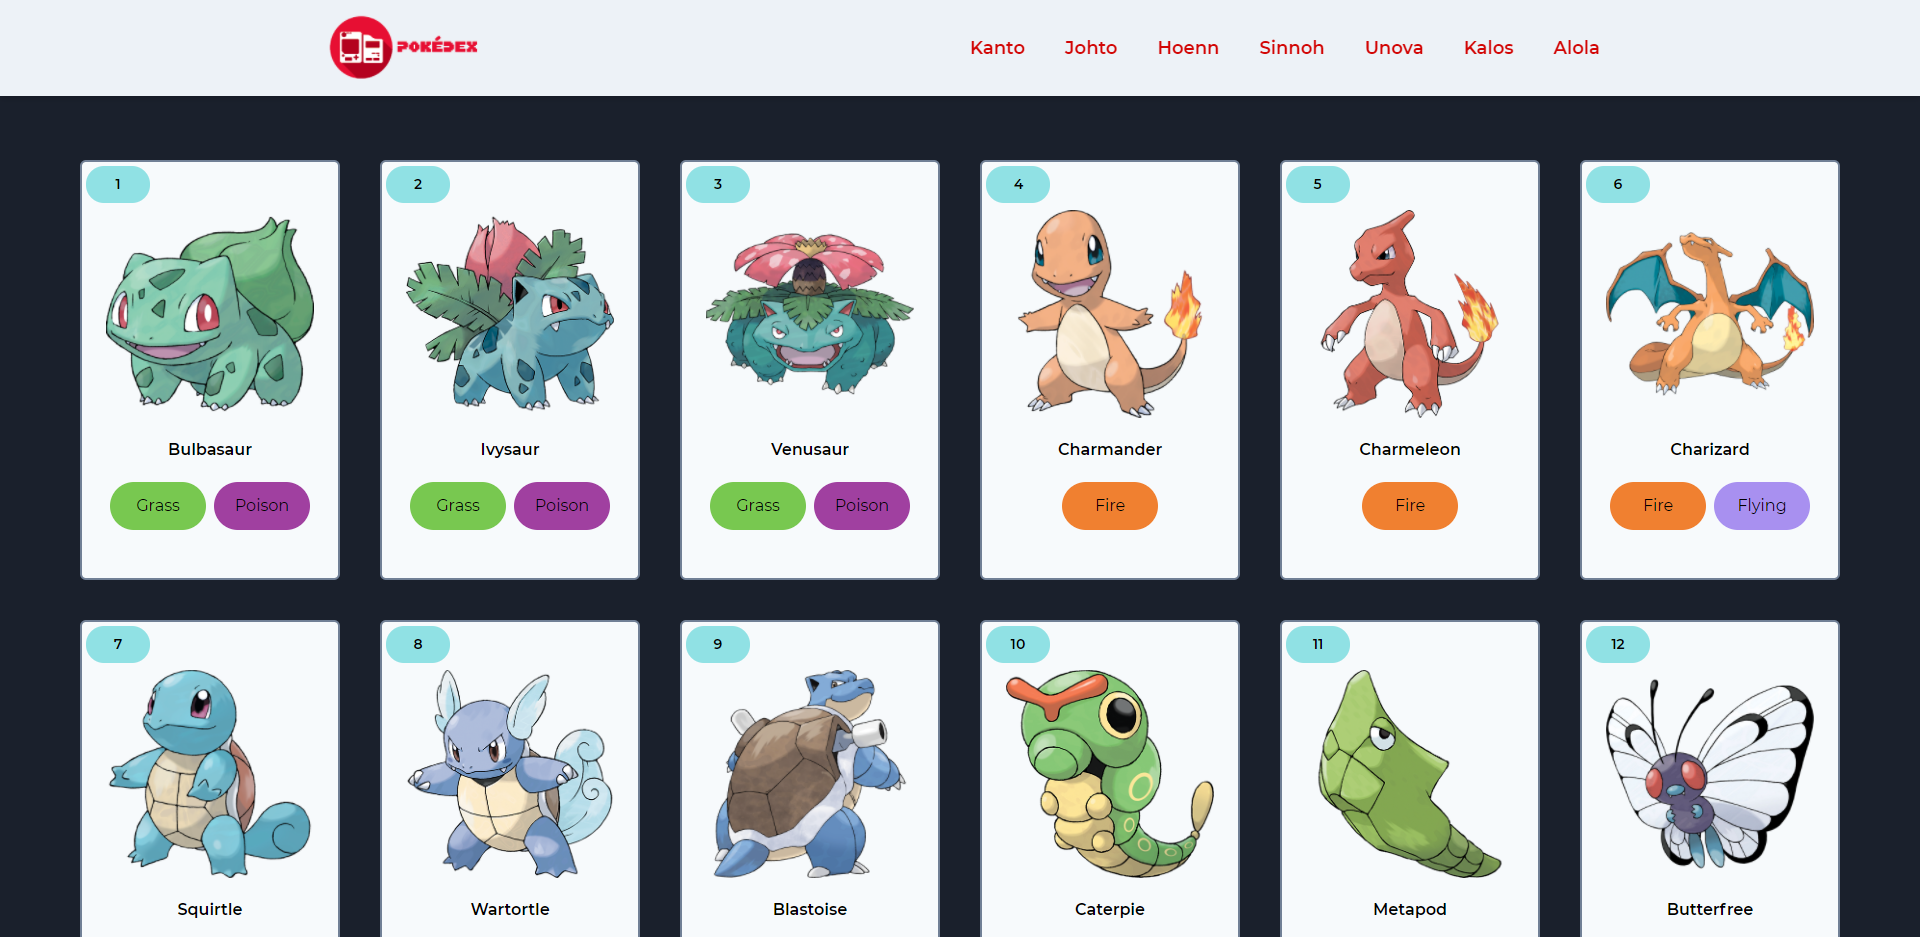 POKÉDEX
Kanto Johto Hoenn Sinnoh Unova Kalos Alola
1 2 3 4 5 6
Bulbasaur Ivysaur Venusaur Charmander Charmeleon Charizard
Grass Poison Grass Poison Grass Poison Fire Fire Fire Flying
7 8 9 10 11 12
Squirtle Wartortle Blastoise Caterpie Metapod Butterfree